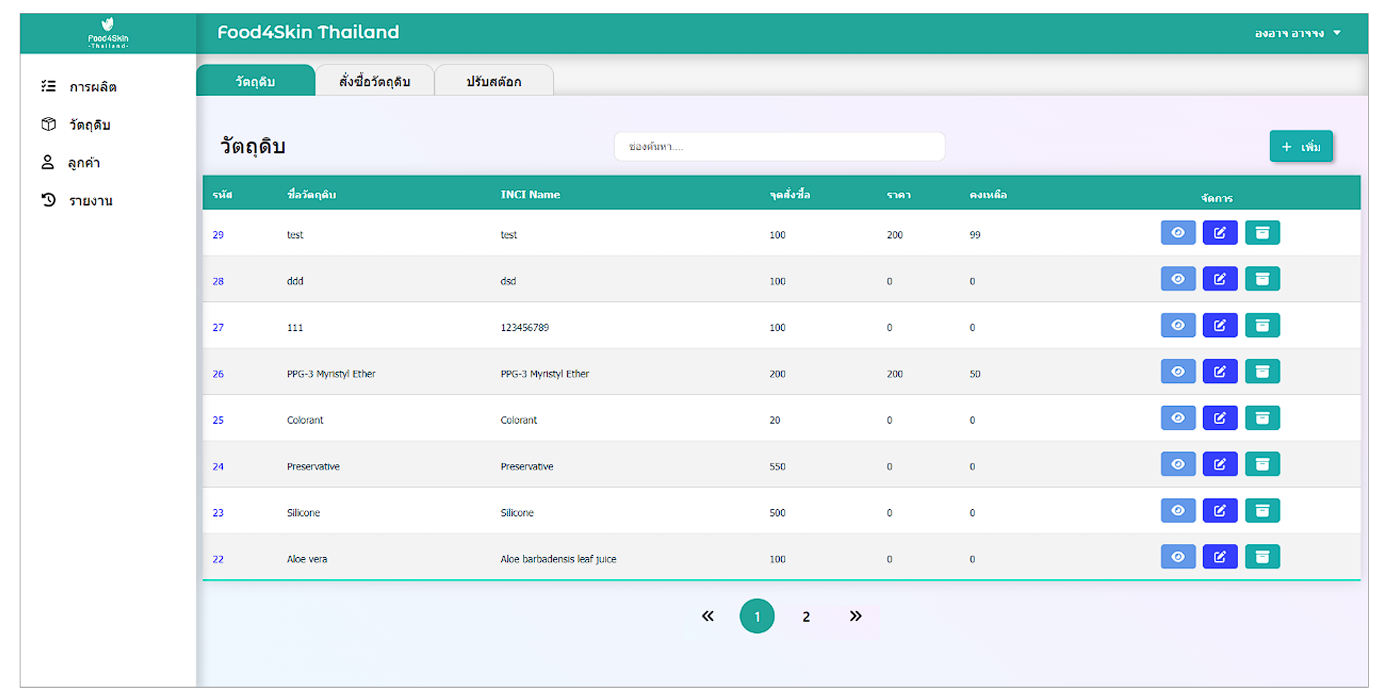 Food4Skin
-Thailand-
Food4Skin Thailand
องอาจ อาจจง
การผลิต
วัตถุดิบ
ลูกค้า
รายงาน
วัตถุดิบ สั่งซื้อวัตถุดิบ ปรับสต๊อก
วัตถุดิบ
ช่องค้นหา....
+ เพิ่ม
รหัส ชื่อวัตถุดิบ INCI Name จุดสั่งซื้อ ราคา คงเหลือ จัดการ
29 test test 100 200 99
28 ddd dsd 100 0 0
27 111 123456789 100 0 0
26 PPG-3 Myristyl Ether PPG-3 Myristyl Ether 200 200 50
25 Colorant Colorant 20 0 0
24 Preservative Preservative 550 0 0
23 Silicone Silicone 500 0 0
22 Aloe vera Aloe barbadensis leaf juice 100 0 0
« 1 2 »